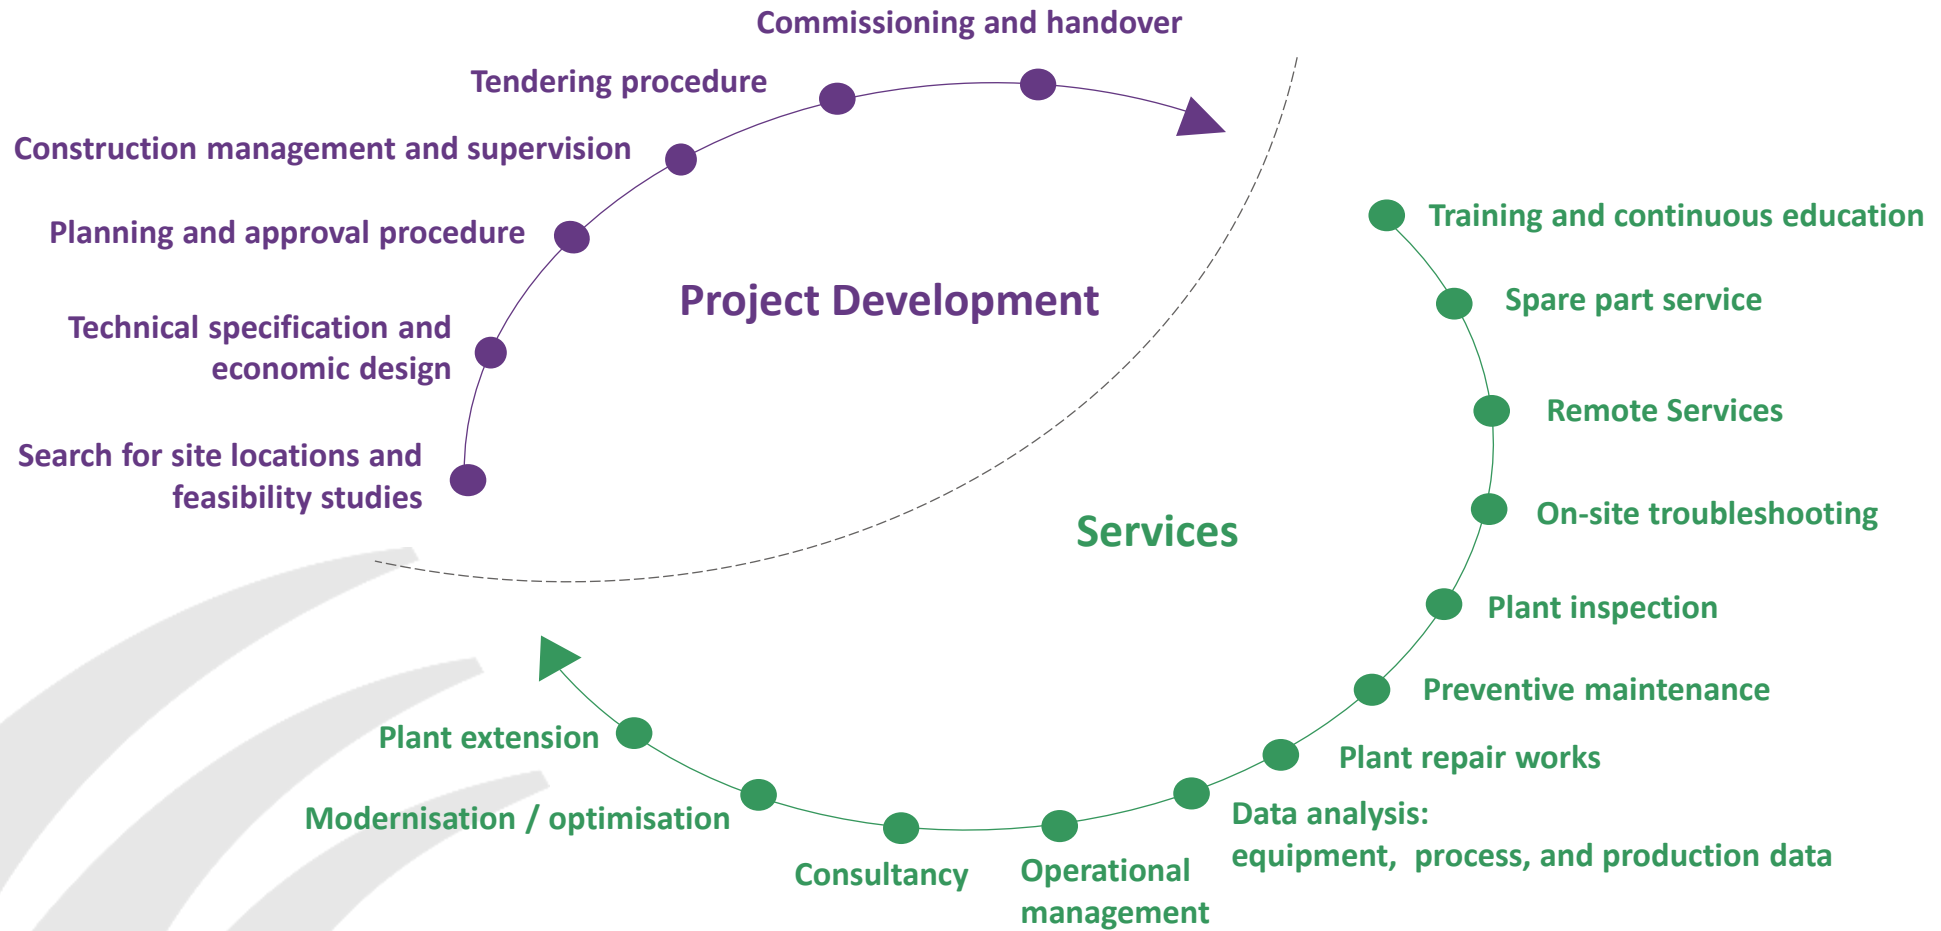 Commissioning and handover
Tendering procedure
Construction management and supervision
Planning and approval procedure
Technical specification and
economic design
Search for site locations and
feasibility studies
Project Development
Services
Training and continuous education
Spare part service
Remote Services
On-site troubleshooting
Plant inspection
Preventive maintenance
Plant repair works
Data analysis:
equipment,  process, and production data
Operational
management
Consultancy
Modernisation / optimisation
Plant extension